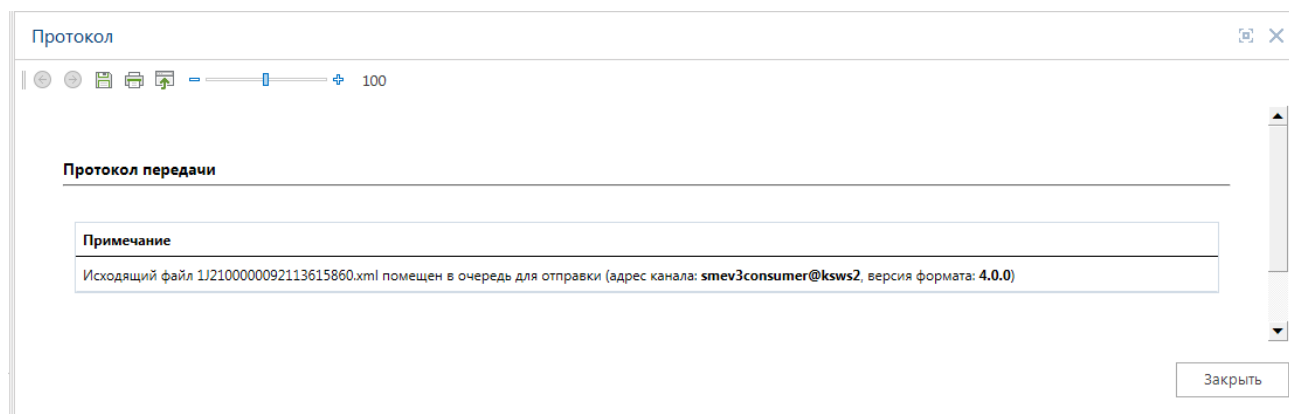 Протокол
100
Протокол передачи
Примечание
Исходящий файл 1J2100000092113615860.xml помещен в очередь для отправки (адрес канала: smev3consumer@ksws2, версия формата: 4.0.0)
Закрыть